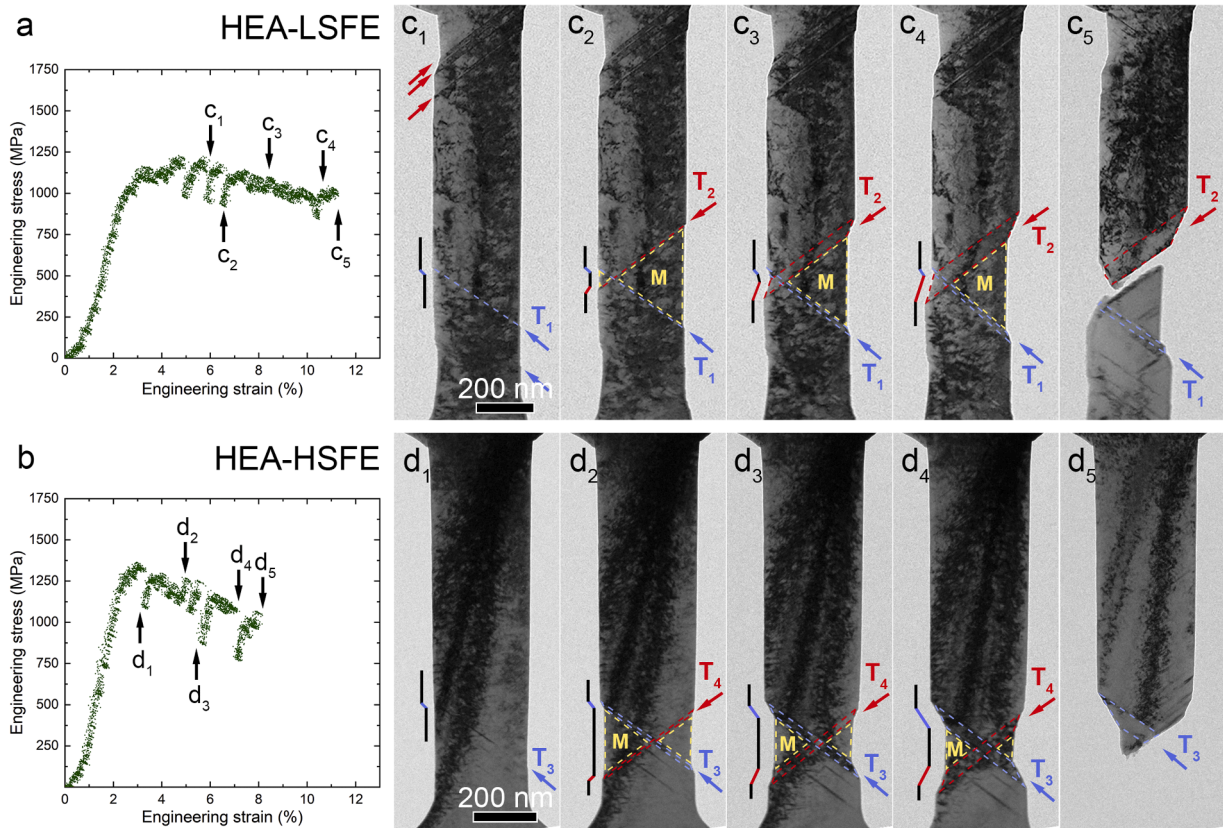 a
HEA-LSFE
1750
1500
1250
1000
750
500
250
0
Engineering stress (MPa)
0 2 4 6 8 10 12
Engineering strain (%)
c1
c2
c3
c4
c5
c1
T1
200 nm
c2
T2
M
T1
c3
T2
M
T1
c4
T2
M
T1
c5
T2
T1
b
HEA-HSFE
1750
1500
1250
1000
750
500
250
0
Engineering stress (MPa)
0 2 4 6 8 10 12
Engineering strain (%)
d1
d2
d3
d4
d5
d1
T3
200 nm
d2
T4
M
T3
d3
T4
M
T3
d4
T4
M
T3
d5
T3